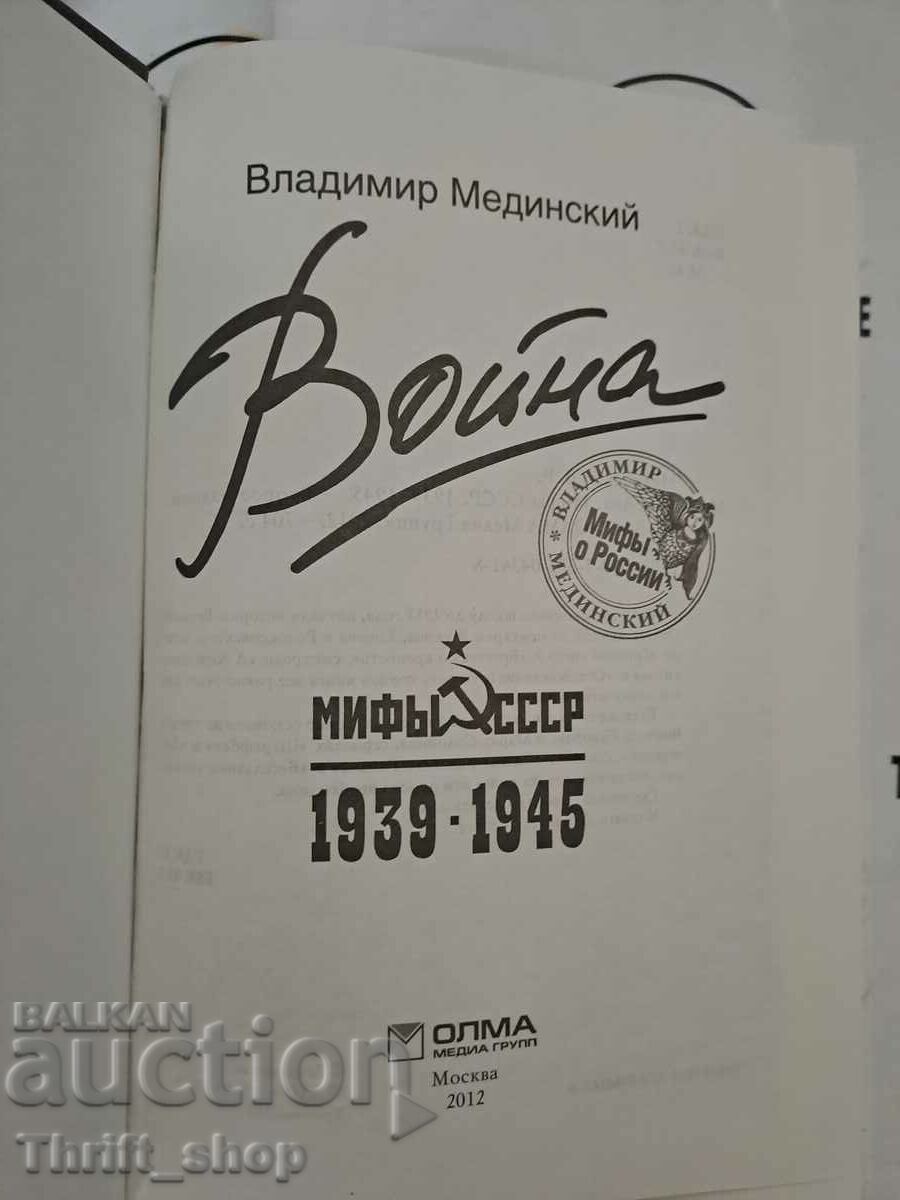 Владимир Мединский
Война
ВЛАДИМИР
Мифы
о России
* МЕДИНСКИЙ *
МИФЫ СССР
1939 · 1945
ОЛМА
МЕДИА ГРУПП
Москва
2012
Е
Т
BALKAN
auction
Thrift_shop